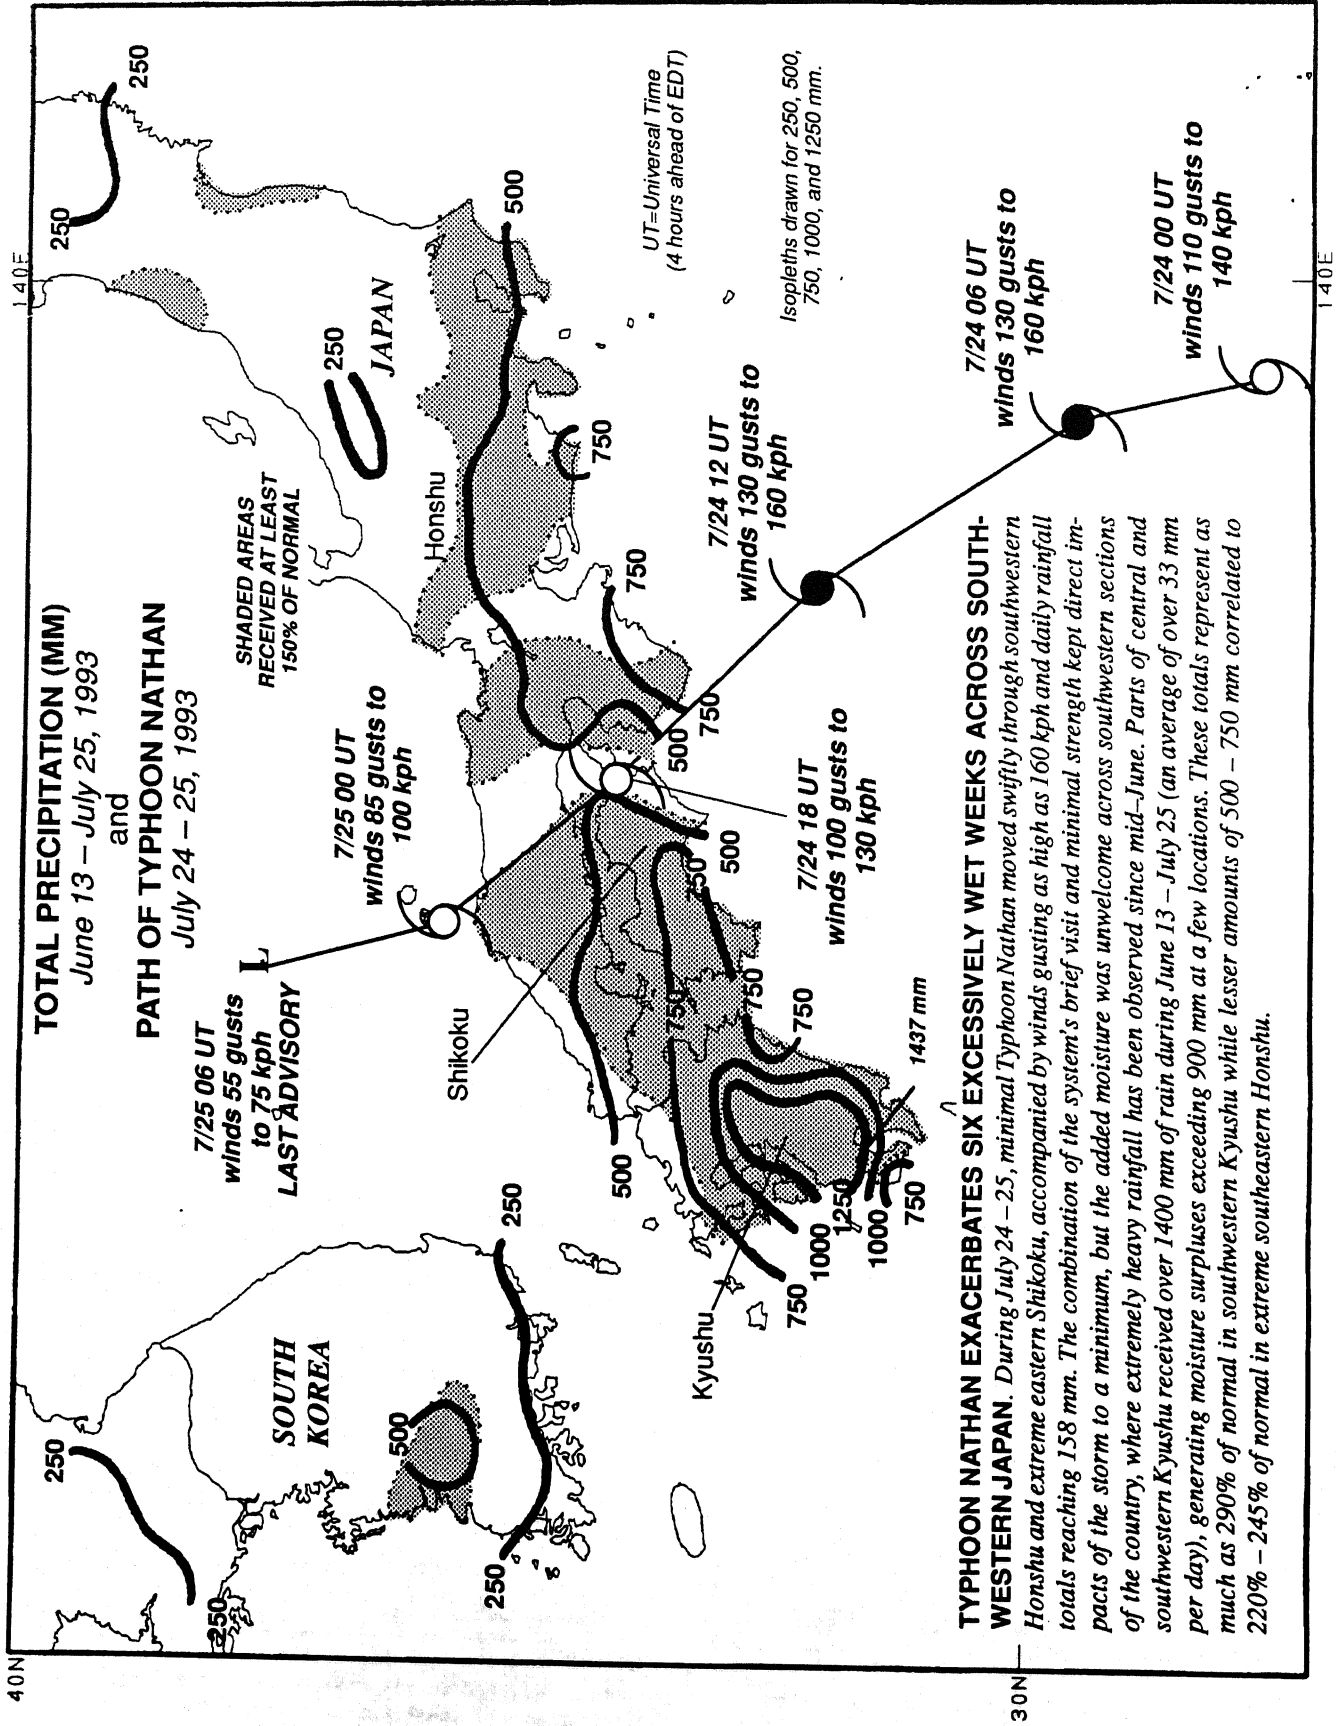 TOTAL PRECIPITATION (MM)
June 13 – July 25, 1993
and
PATH OF TYPHOON NATHAN
July 24 – 25, 1993
SHADED AREAS
RECEIVED AT LEAST
150% OF NORMAL
40N
30N
140E
140E
250
250
250
250
250
250
250
500
SOUTH
KOREA
JAPAN
Honshu
Shikoku
Kyushu
7/25 06 UT
winds 55 gusts
to 75 kph
LAST ADVISORY
L
7/25 00 UT
winds 85 gusts to
100 kph
7/24 18 UT
winds 100 gusts to
130 kph
7/24 12 UT
winds 130 gusts to
160 kph
7/24 06 UT
winds 130 gusts to
160 kph
7/24 00 UT
winds 110 gusts to
140 kph
500
500
500
500
750
750
750
750
750
750
750
750
750
1000
1250
1000
1437 mm
UT=Universal Time
(4 hours ahead of EDT)
Isopleths drawn for 250, 500,
750, 1000, and 1250 mm.
TYPHOON NATHAN EXACERBATES SIX EXCESSIVELY WET WEEKS ACROSS SOUTH-
WESTERN JAPAN. During July 24 – 25, minimal Typhoon Nathan moved swiftly through southwestern
Honshu and extreme eastern Shikoku, accompanied by winds gusting as high as 160 kph and daily rainfall
totals reaching 158 mm. The combination of the system's brief visit and minimal strength kept direct im-
pacts of the storm to a minimum, but the added moisture was unwelcome across southwestern sections
of the country, where extremely heavy rainfall has been observed since mid–June. Parts of central and
southwestern Kyushu received over 1400 mm of rain during June 13 – July 25 (an average of over 33 mm
per day), generating moisture surpluses exceeding 900 mm at a few locations. These totals represent as
much as 290% of normal in southwestern Kyushu while lesser amounts of 500 – 750 mm correlated to
220% – 245% of normal in extreme southeastern Honshu.